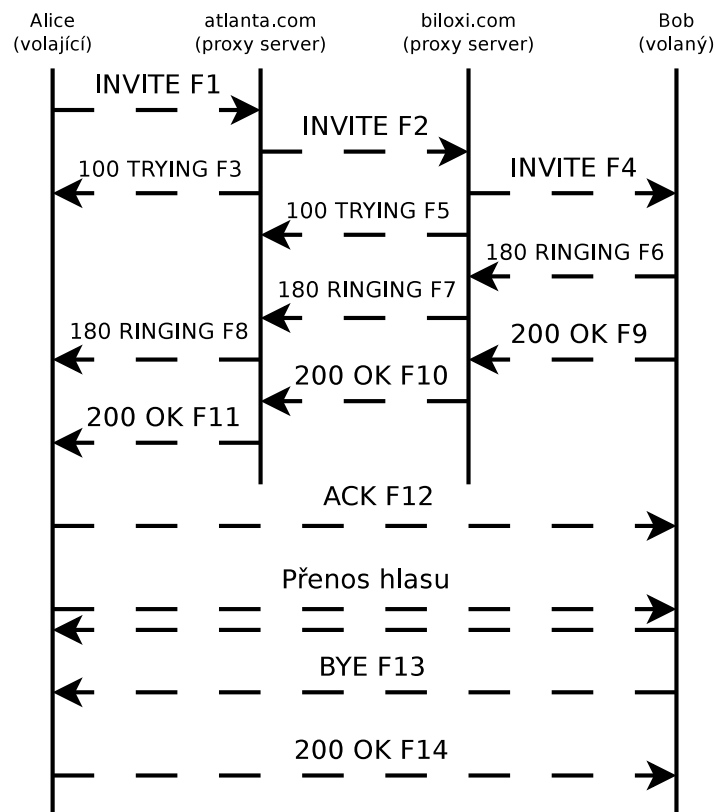 Alice
(volající)
atlanta.com
(proxy server)
biloxi.com
(proxy server)
Bob
(volaný)
INVITE F1
INVITE F2
100 TRYING F3
INVITE F4
100 TRYING F5
180 RINGING F6
180 RINGING F7
180 RINGING F8
200 OK F9
200 OK F10
200 OK F11
ACK F12
Přenos hlasu
BYE F13
200 OK F14